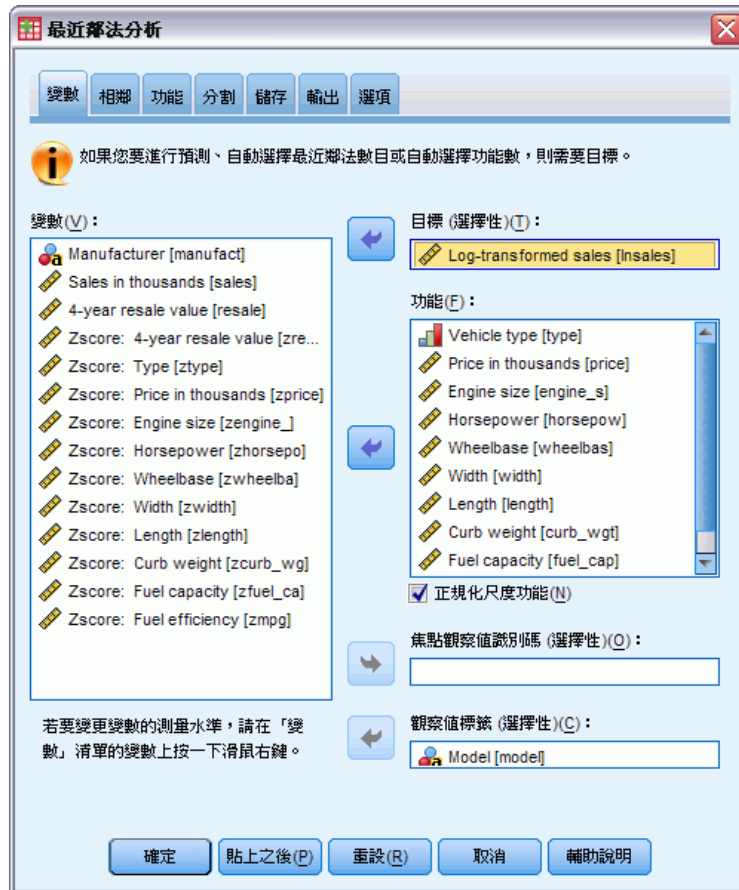 最近鄰法分析
變數 相鄰 功能 分割 儲存 輸出 選項
如果您要進行預測、自動選擇最近鄰法數目或自動選擇功能數，則需要目標。
變數(V)：
Manufacturer [manufact]
Sales in thousands [sales]
4-year resale value [resale]
Zscore: 4-year resale value [zre...
Zscore: Type [ztype]
Zscore: Price in thousands [zprice]
Zscore: Engine size [zengine_]
Zscore: Horsepower [zhorsepo]
Zscore: Wheelbase [zwheelba]
Zscore: Width [zwidth]
Zscore: Length [zlength]
Zscore: Curb weight [zcurb_wg]
Zscore: Fuel capacity [zfuel_ca]
Zscore: Fuel efficiency [zmpg]
若要變更變數的測量水準，請在「變
數」清單的變數上按一下滑鼠右鍵。
目標 (選擇性)(T)：
Log-transformed sales [lnsales]
功能(F)：
Vehicle type [type]
Price in thousands [price]
Engine size [engine_s]
Horsepower [horsepow]
Wheelbase [wheelbas]
Width [width]
Length [length]
Curb weight [curb_wgt]
Fuel capacity [fuel_cap]
正規化尺度功能(N)
焦點觀察值識別碼 (選擇性)(O)：
觀察值標籤 (選擇性)(C)：
Model [model]
確定 貼上之後(P) 重設(R) 取消 輔助說明